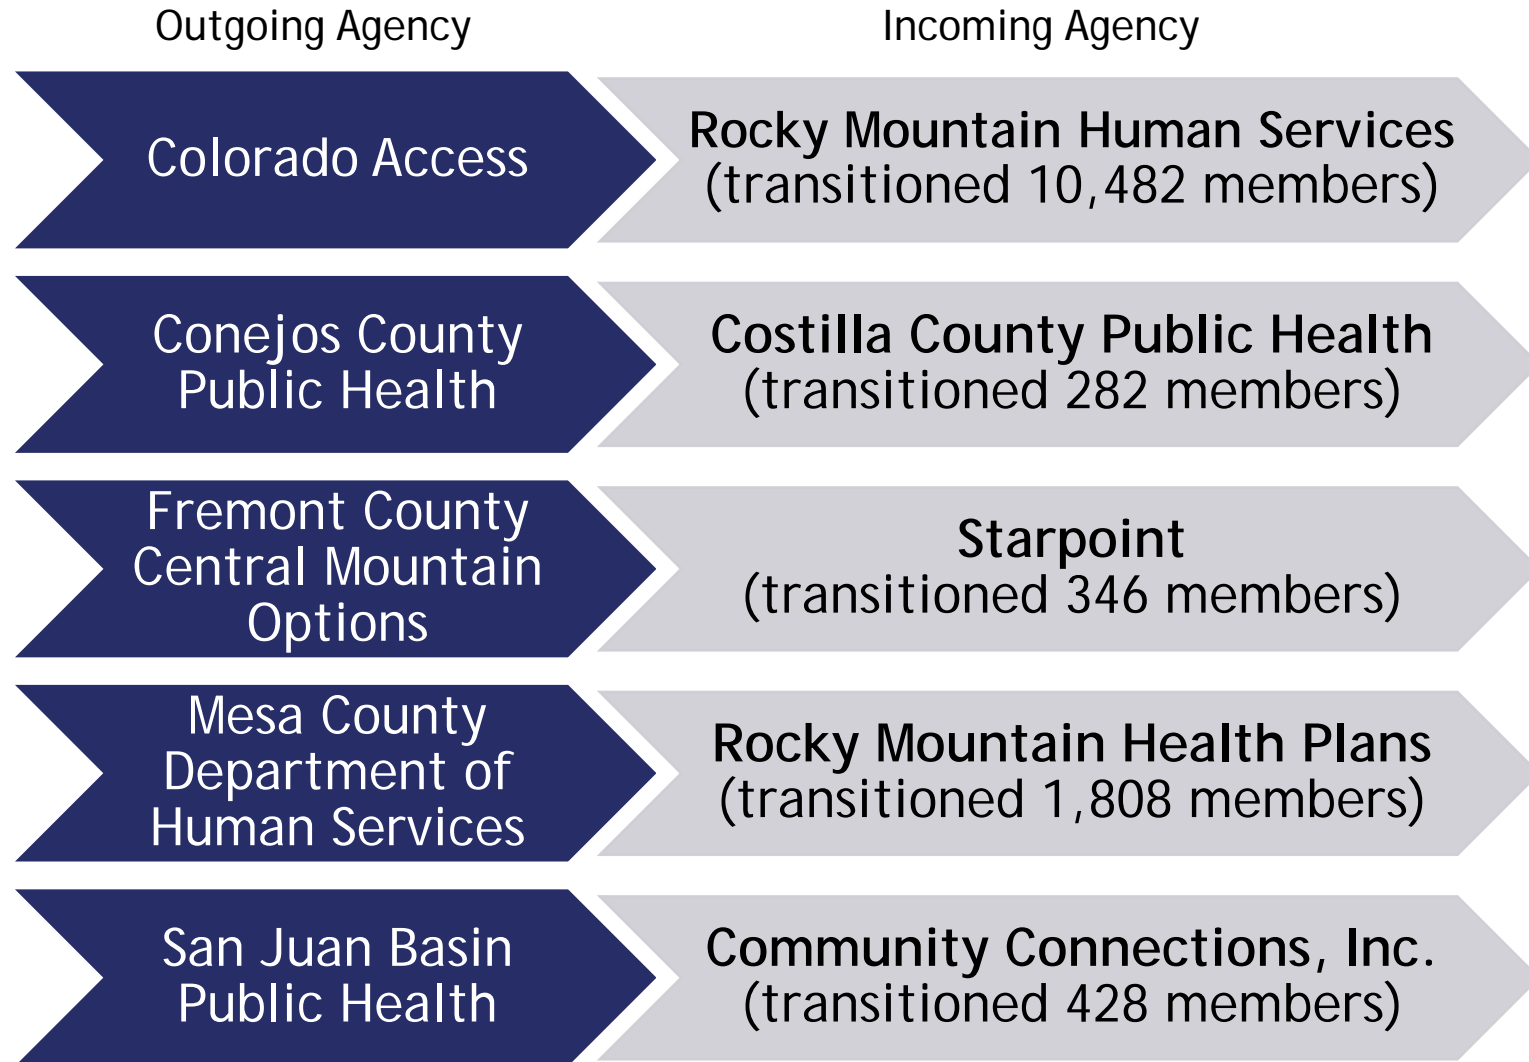 Outgoing Agency
Incoming Agency
Colorado Access
Rocky Mountain Human Services
(transitioned 10,482 members)
Conejos County
Public Health
Costilla County Public Health
(transitioned 282 members)
Fremont County
Central Mountain
Options
Starpoint
(transitioned 346 members)
Mesa County
Department of
Human Services
Rocky Mountain Health Plans
(transitioned 1,808 members)
San Juan Basin
Public Health
Community Connections, Inc.
(transitioned 428 members)